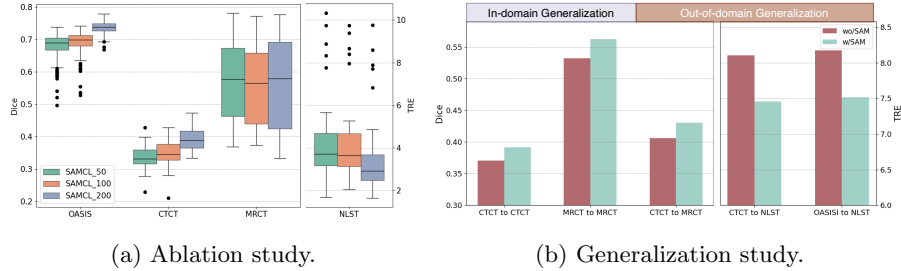 Dice
0.8
0.7
0.6
0.5
0.4
0.3
0.2
SAMCL_50
SAMCL_100
SAMCL_200
OASIS
CTCT
MRCT
NLST
TRE
10
8
6
4
2
(a) Ablation study.
In-domain Generalization
Out-of-domain Generalization
wo/SAM
w/SAM
Dice
0.55
0.50
0.45
0.40
0.35
0.30
CTCT to CTCT
MRCT to MRCT
CTCT to MRCT
CTCT to NLST
OASISI to NLST
TRE
8.5
8.0
7.5
7.0
6.5
6.0
(b) Generalization study.